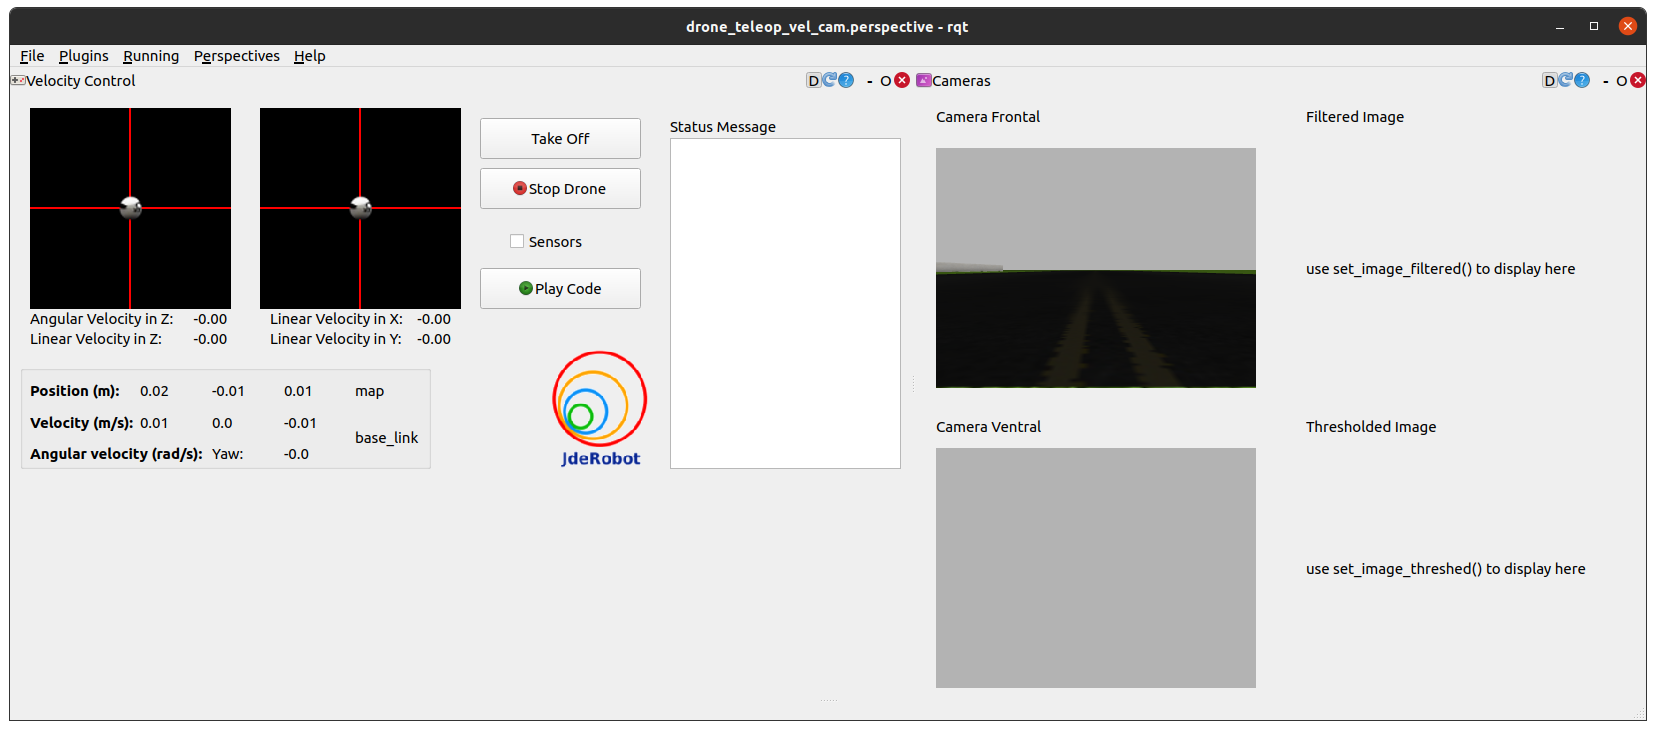 drone_teleop_vel_cam.perspective - rqt
File Plugins Running Perspectives Help
Velocity Control
D ? - O
Cameras
D ? - O
Take Off
Stop Drone
Sensors
Play Code
Angular Velocity in Z: -0.00
Linear Velocity in Z: -0.00
Linear Velocity in X: -0.00
Linear Velocity in Y: -0.00
Position (m): 0.02 -0.01 0.01 map
Velocity (m/s): 0.01 0.0 -0.01
base_link
Angular velocity (rad/s): Yaw: -0.0
JdeRobot
Status Message
Camera Frontal
Filtered Image
use set_image_filtered() to display here
Camera Ventral
Thresholded Image
use set_image_threshed() to display here